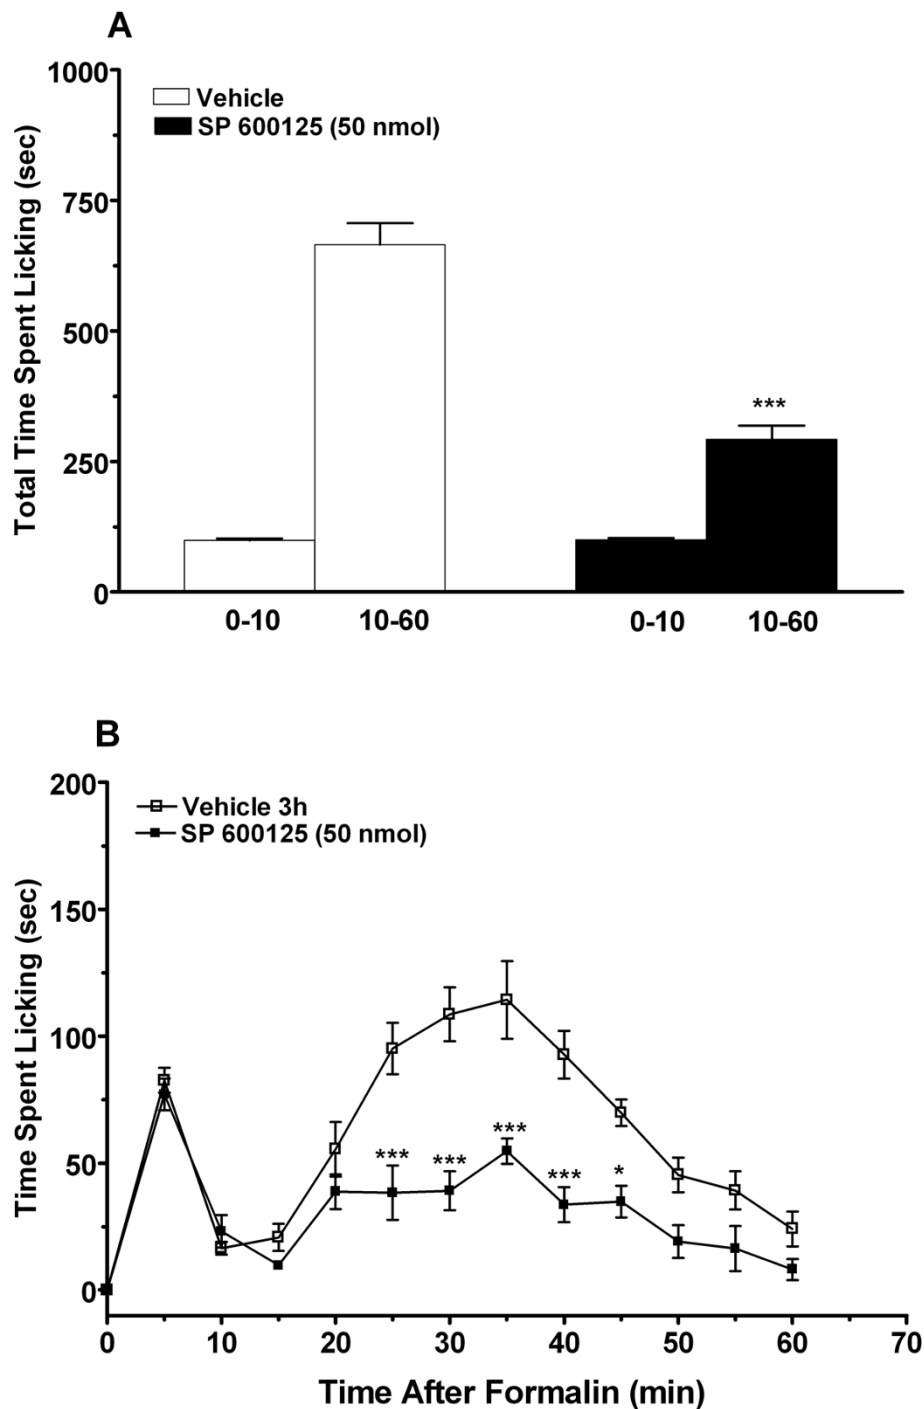 A
1000
750
500
250
0
Total Time Spent Licking (sec)
Vehicle
SP 600125 (50 nmol)
***
0-10 10-60 0-10 10-60
B
200
150
100
50
0
Time Spent Licking (sec)
Vehicle 3h
SP 600125 (50 nmol)
*** *** *** *** *
0 10 20 30 40 50 60 70
Time After Formalin (min)